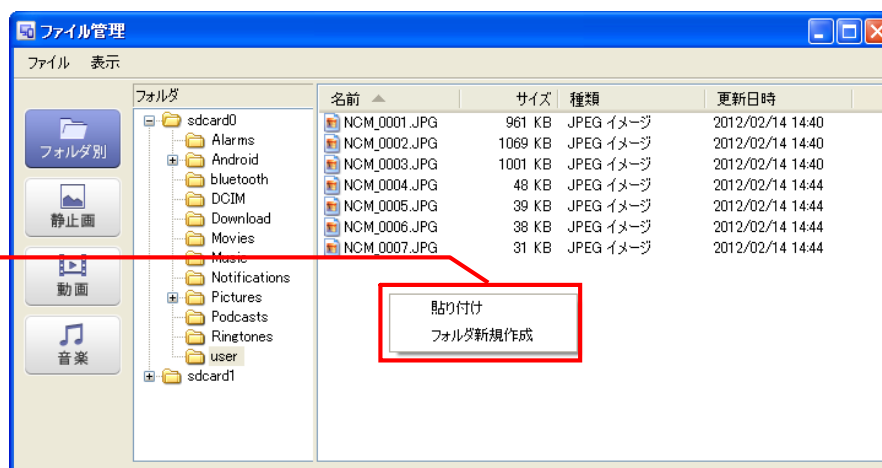 ファイル管理
ファイル 表示
フォルダ別
静止画
動画
音楽
フォルダ
sdcard0
Alarms
Android
bluetooth
DCIM
Download
Movies
Music
Notifications
Pictures
Podcasts
Ringtones
user
sdcard1
名前 サイズ 種類 更新日時
NCM_0001.JPG 961 KB JPEG イメージ 2012/02/14 14:40
NCM_0002.JPG 1069 KB JPEG イメージ 2012/02/14 14:40
NCM_0003.JPG 1001 KB JPEG イメージ 2012/02/14 14:40
NCM_0004.JPG 48 KB JPEG イメージ 2012/02/14 14:44
NCM_0005.JPG 39 KB JPEG イメージ 2012/02/14 14:44
NCM_0006.JPG 38 KB JPEG イメージ 2012/02/14 14:44
NCM_0007.JPG 31 KB JPEG イメージ 2012/02/14 14:44
貼り付け
フォルダ新規作成